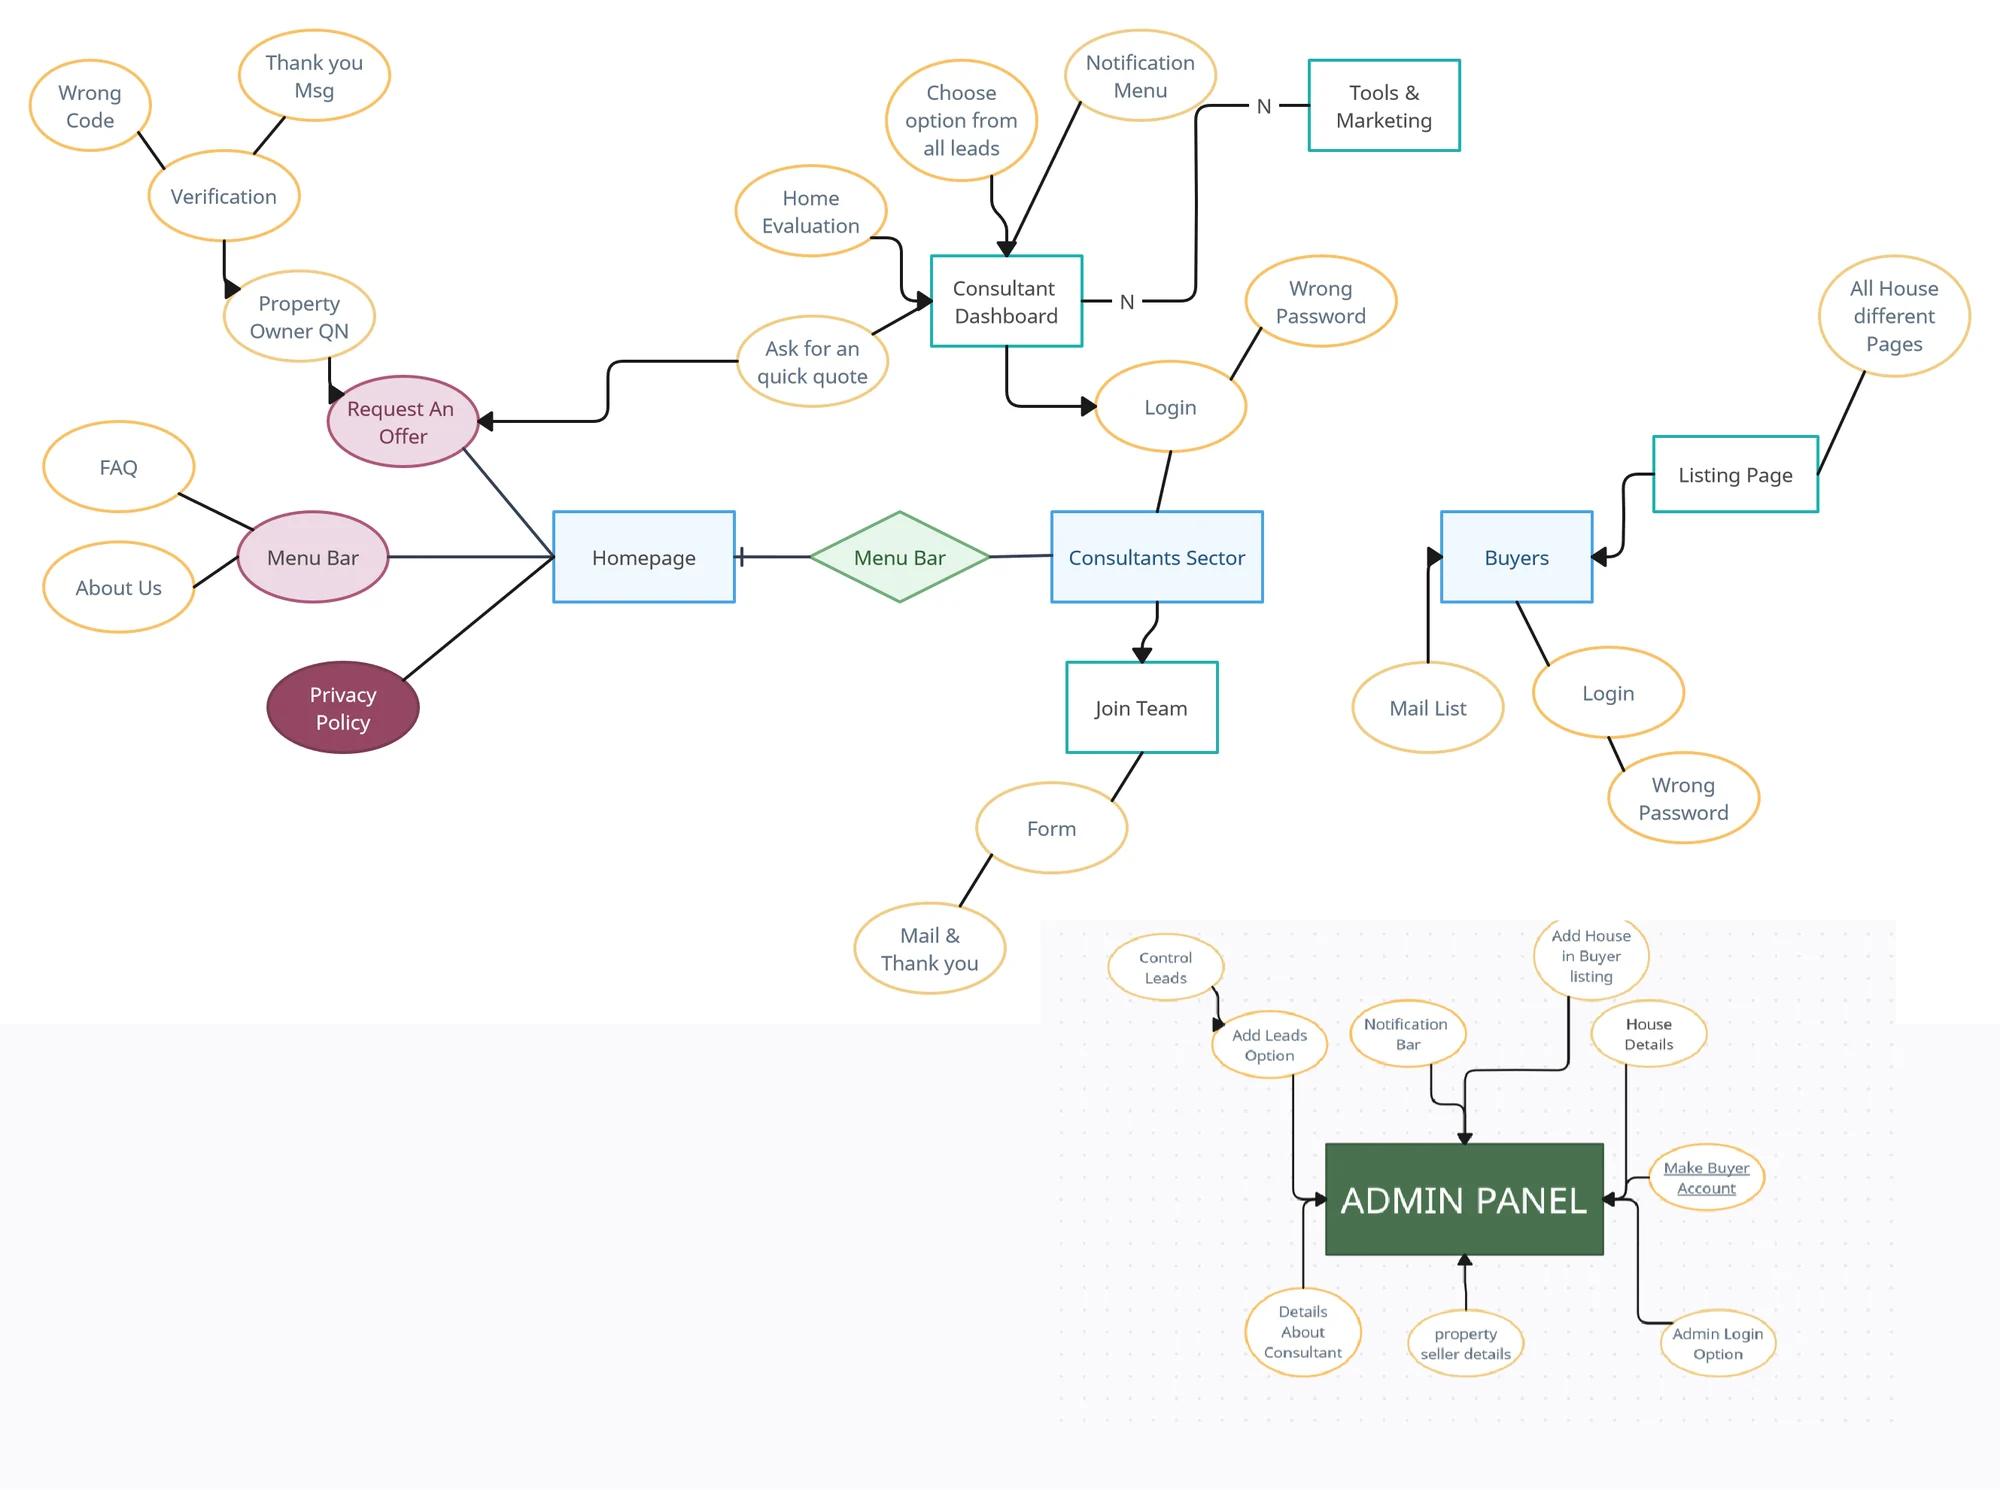 Thank you
Msg
Wrong
Code
Verification
Property
Owner QN
Request An
Offer
FAQ
About Us
Menu Bar
Privacy
Policy
Homepage
Menu Bar
Notification
Menu
Choose
option from
all leads
Home
Evaluation
Ask for an
quick quote
Consultant
Dashboard
N
N
Tools &
Marketing
Wrong
Password
Login
Consultants Sector
Join Team
Form
Mail &
Thank you
All House
different
Pages
Listing Page
Buyers
Mail List
Login
Wrong
Password
Control
Leads
Add Leads
Option
Notification
Bar
Add House
in Buyer
listing
House
Details
Make Buyer
Account
ADMIN PANEL
Details
About
Consultant
property
seller details
Admin Login
Option